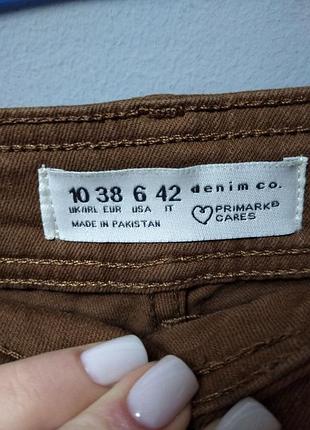 10 38 6 42 denim co.
UK/IRL EUR USA IT PRIMARK
MADE IN PAKISTAN CARES